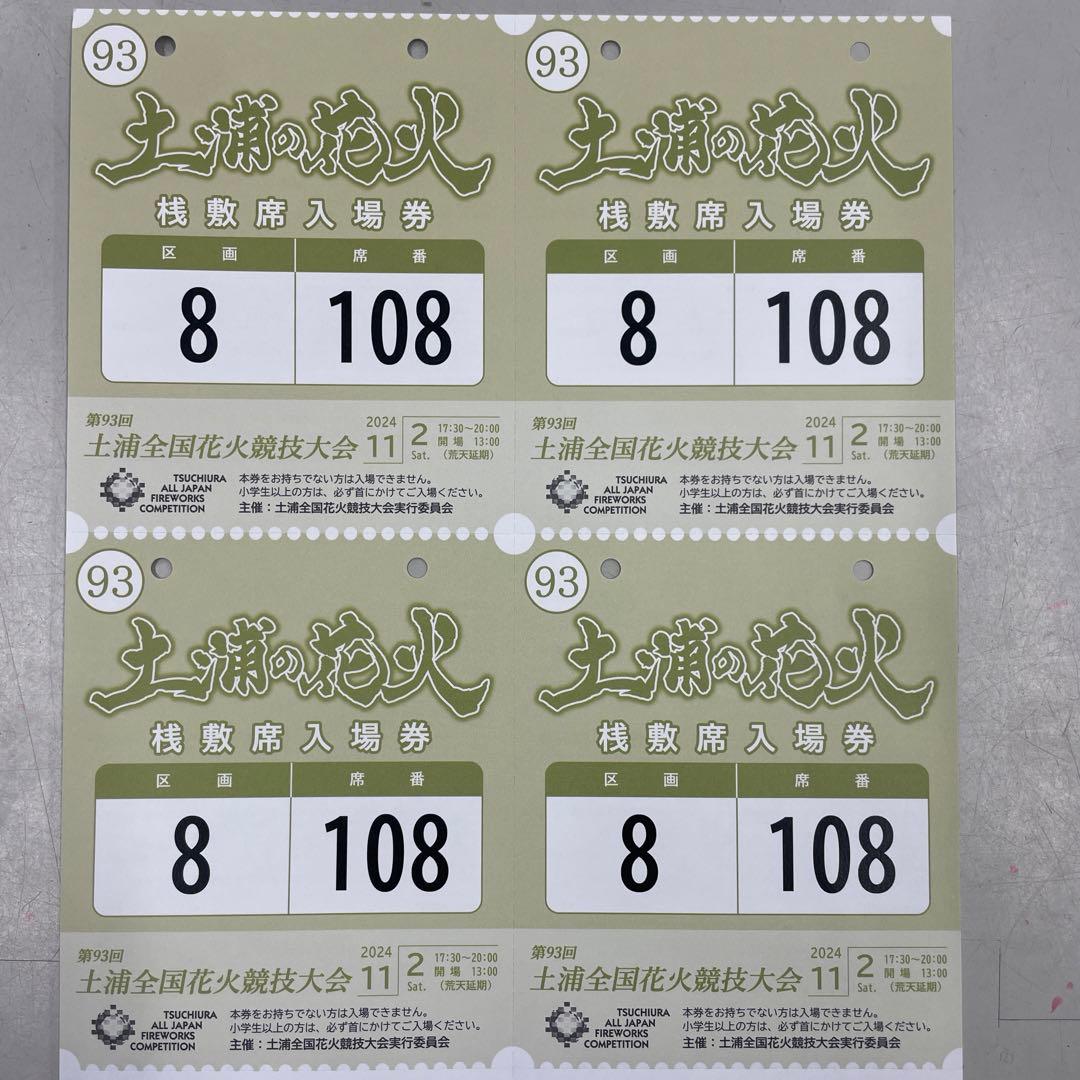 93
土浦の花火
桟敷席入場券
区画 席番
8 108
第93回
土浦全国花火競技大会
2024
11 2 Sat.
17:30~20:00
開場 13:00
(荒天延期)
TSUCHIURA
ALL JAPAN
FIREWORKS
COMPETITION
本券をお持ちでない方は入場できません。
小学生以上の方は、必ず首にかけてご入場ください。
主催:土浦全国花火競技大会実行委員会
93
土浦の花火
桟敷席入場券
区画 席番
8 108
第93回
土浦全国花火競技大会
2024
11 2 Sat.
17:30~20:00
開場 13:00
(荒天延期)
TSUCHIURA
ALL JAPAN
FIREWORKS
COMPETITION
本券をお持ちでない方は入場できません。
小学生以上の方は、必ず首にかけてご入場ください。
主催:土浦全国花火競技大会実行委員会
93
土浦の花火
桟敷席入場券
区画 席番
8 108
第93回
土浦全国花火競技大会
2024
11 2 Sat.
17:30~20:00
開場 13:00
(荒天延期)
TSUCHIURA
ALL JAPAN
FIREWORKS
COMPETITION
本券をお持ちでない方は入場できません。
小学生以上の方は、必ず首にかけてご入場ください。
主催:土浦全国花火競技大会実行委員会
93
土浦の花火
桟敷席入場券
区画 席番
8 108
第93回
土浦全国花火競技大会
2024
11 2 Sat.
17:30~20:00
開場 13:00
(荒天延期)
TSUCHIURA
ALL JAPAN
FIREWORKS
COMPETITION
本券をお持ちでない方は入場できません。
小学生以上の方は、必ず首にかけてご入場ください。
主催:土浦全国花火競技大会実行委員会